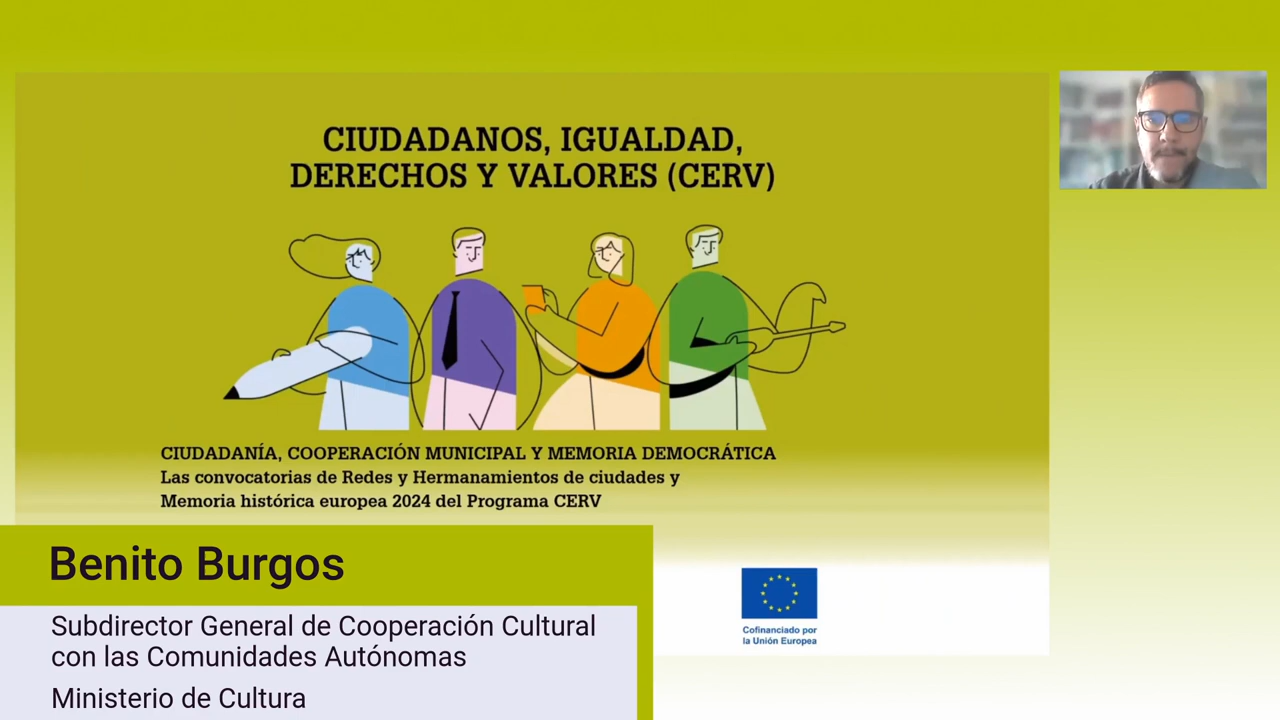 CIUDADANOS, IGUALDAD,
DERECHOS Y VALORES (CERV)
CIUDADANÍA, COOPERACIÓN MUNICIPAL Y MEMORIA DEMOCRÁTICA
Las convocatorias de Redes y Hermanamientos de ciudades y
Memoria histórica europea 2024 del Programa CERV
Benito Burgos
Subdirector General de Cooperación Cultural
con las Comunidades Autónomas
Ministerio de Cultura
Cofinanciado por
la Unión Europea